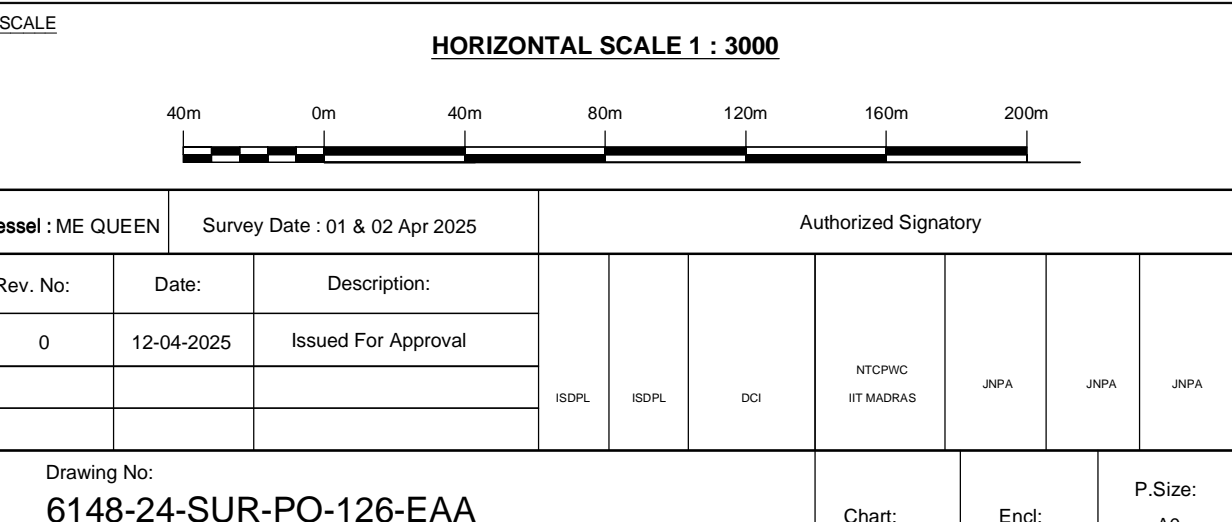 SCALE
HORIZONTAL SCALE 1 : 3000
40m 0m 40m 80m 120m 160m 200m
essel : ME QUEEN Survey Date : 01 & 02 Apr 2025 Authorized Signatory
Rev. No: Date: Description:
0 12-04-2025 Issued For Approval
NTCPWC
ISDPL ISDPL DCI IIT MADRAS JNPA JNPA JNPA
Drawing No:
6148-24-SUR-PO-126-EAA
Chart: Encl: P.Size: